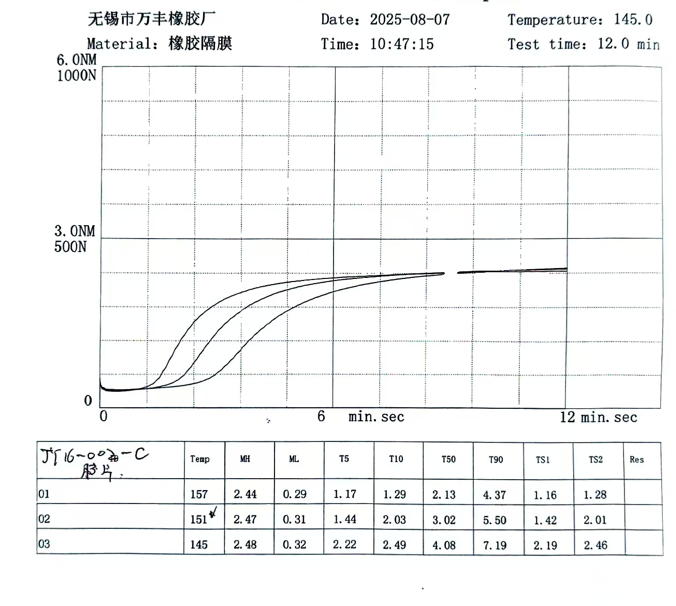 无锡市万丰橡胶厂 Date: 2025-08-07 Temperature: 145.0
Material: 橡胶隔膜 Time: 10:47:15 Test time: 12.0 min
6.0NM
1000N
3.0NM
500N
0
0 6 min.sec 12 min.sec
胶片. Temp MH ML T5 T10 T50 T90 TS1 TS2 Res
01 157 2.44 0.29 1.17 1.29 2.13 4.37 1.16 1.28
02 151 2.47 0.31 1.44 2.03 3.02 5.50 1.42 2.01
03 145 2.48 0.32 2.22 2.49 4.08 7.19 2.19 2.46